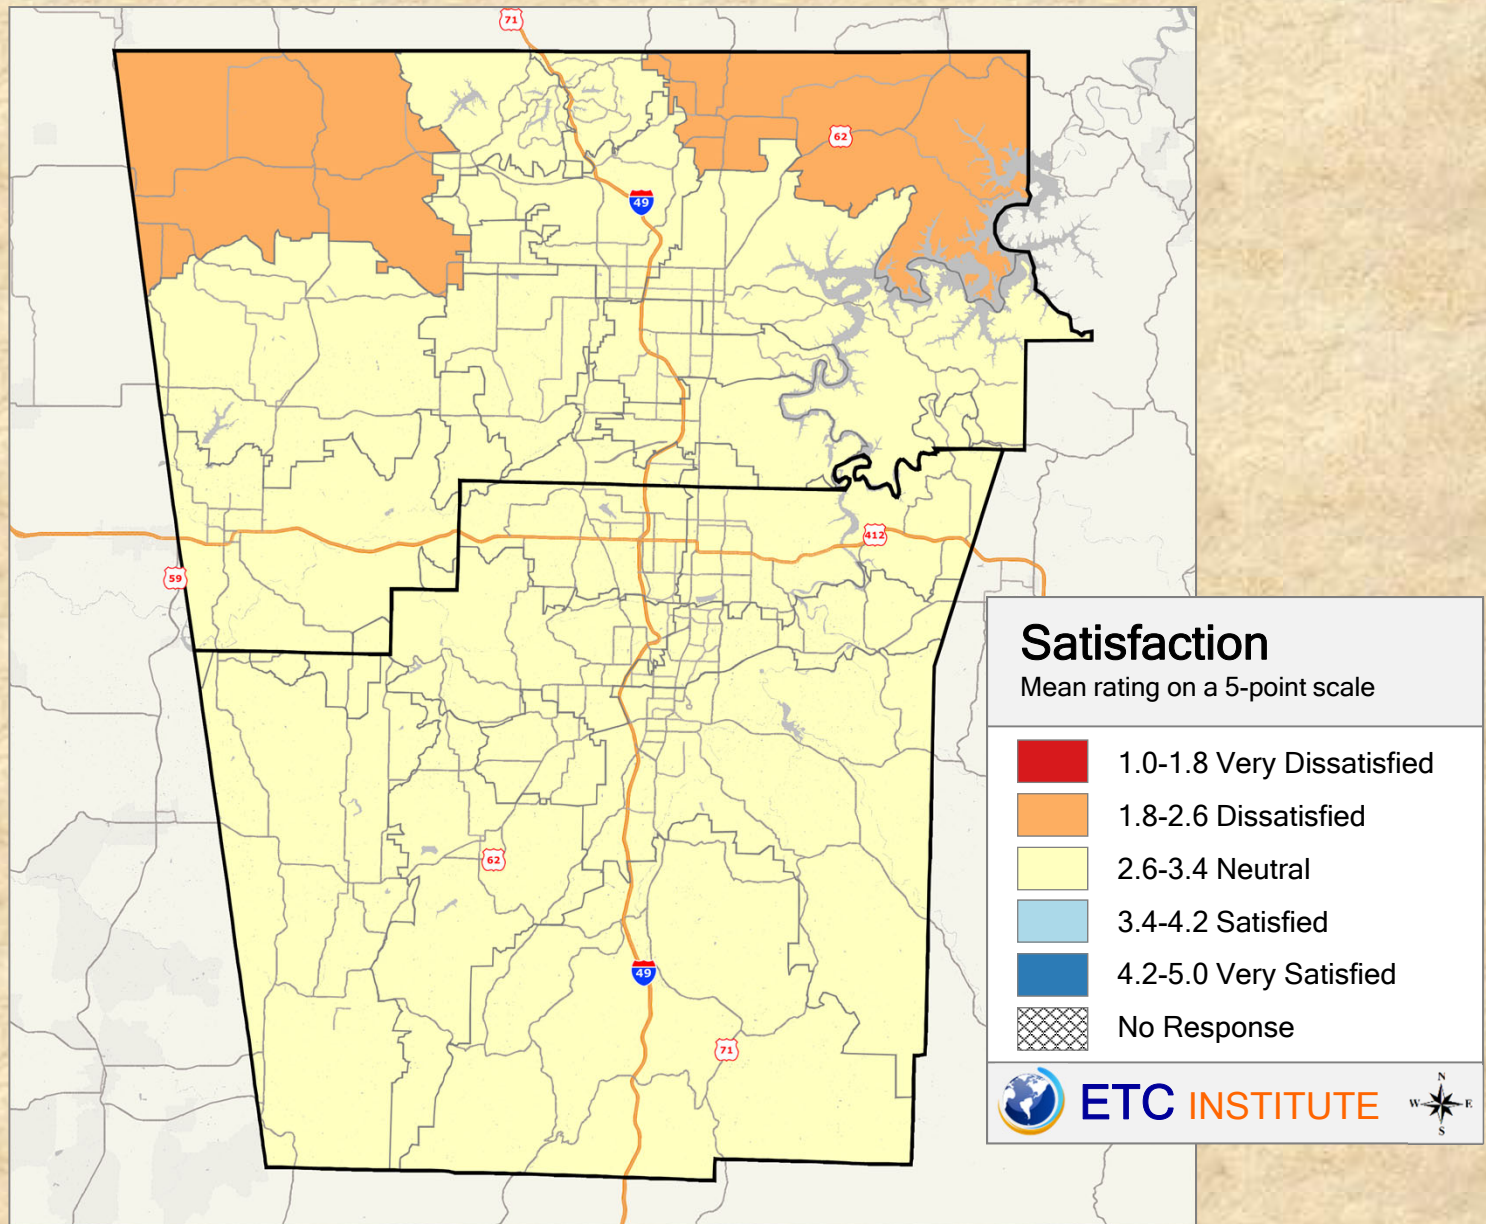 71
62
49
412
59
Satisfaction
Mean rating on a 5-point scale
1.0-1.8 Very Dissatisfied
1.8-2.6 Dissatisfied
2.6-3.4 Neutral
3.4-4.2 Satisfied
4.2-5.0 Very Satisfied
62
No Response
49
71
ETC INSTITUTE
N
W E
S